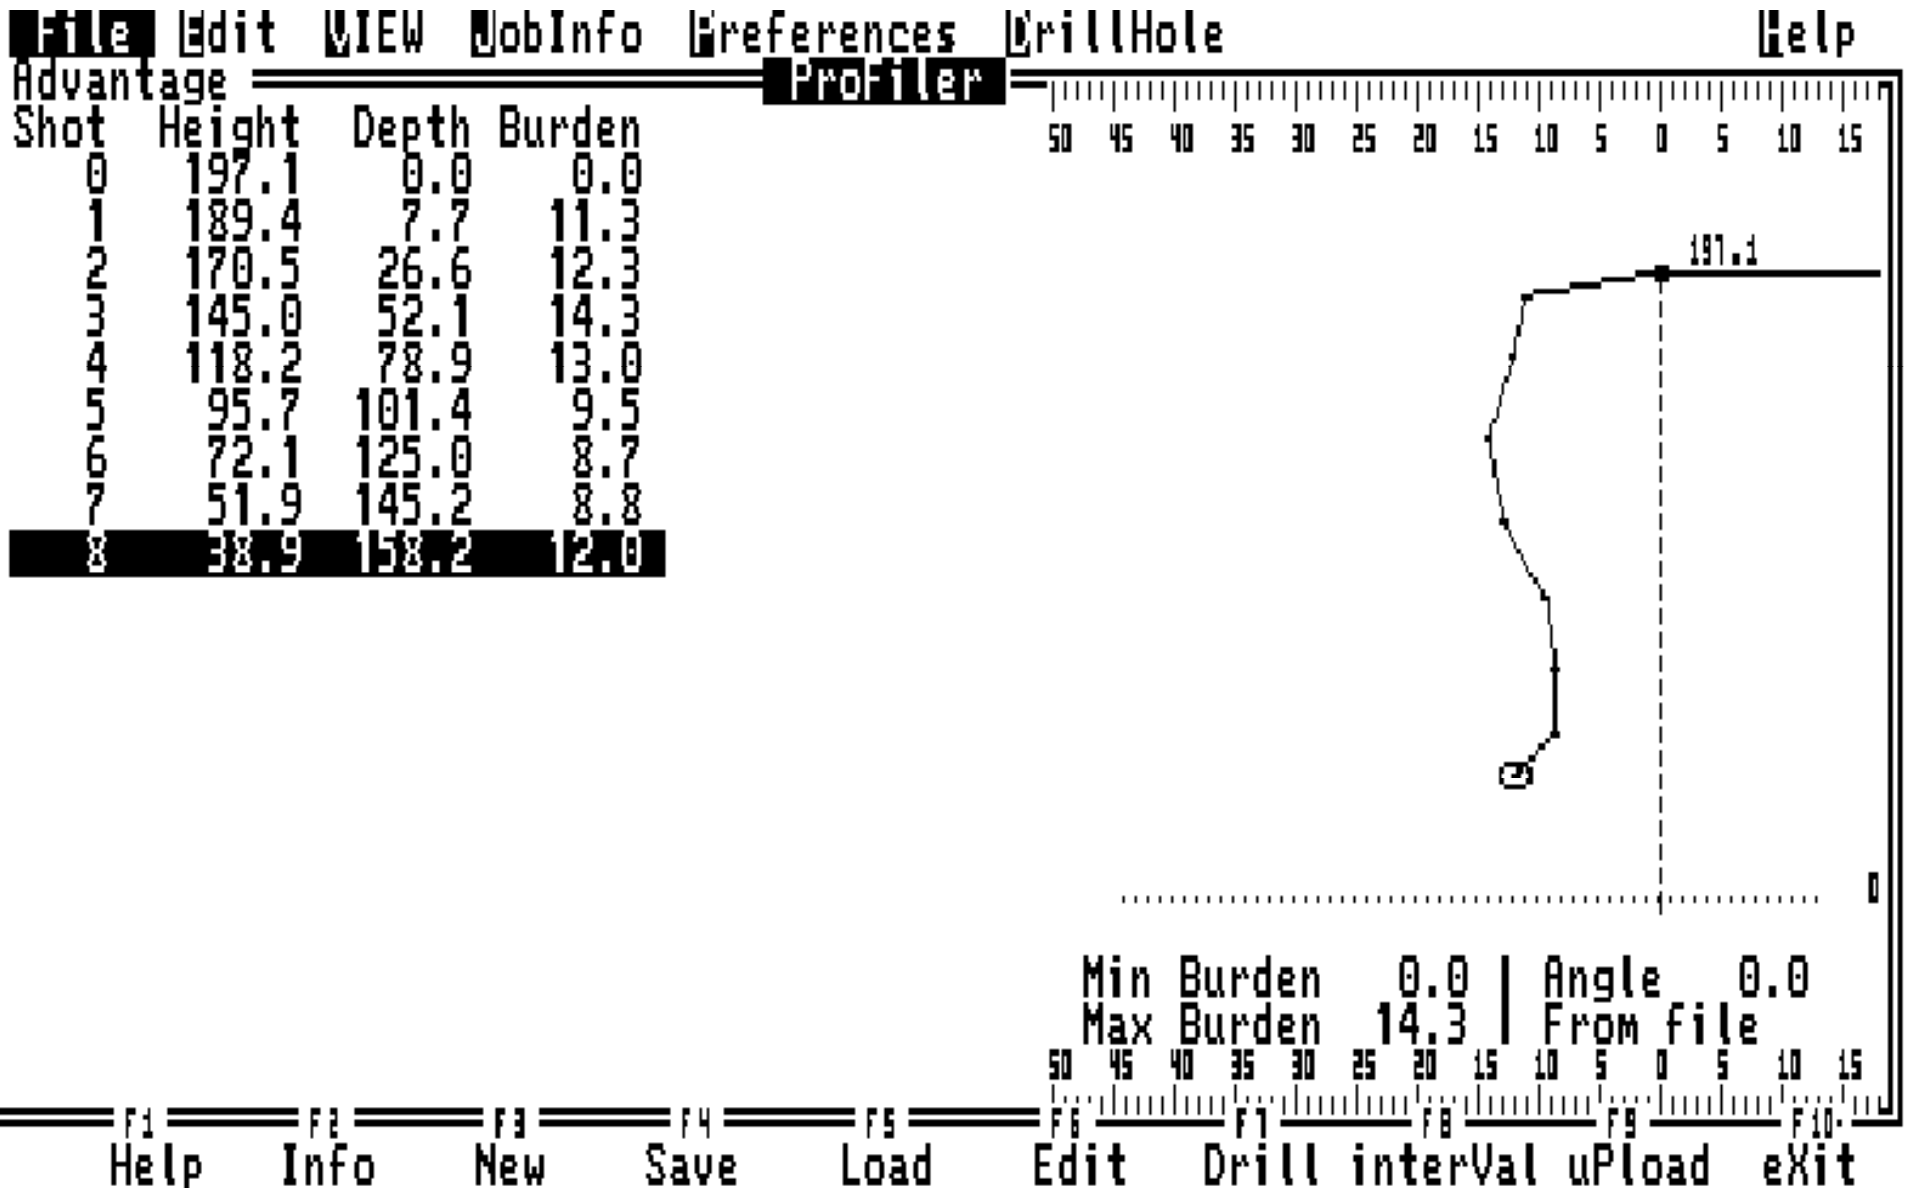 File Edit VIEW JobInfo Preferences DrillHole Help
Advantage Profiler
50 45 40 35 30 25 20 15 10 5 0 5 10 15
Shot Height Depth Burden
0 197.1 0.0 0.0
1 189.4 7.7 11.3
2 170.5 26.6 12.3
3 145.0 52.1 14.3
4 118.2 78.9 13.0
5 95.7 101.4 9.5
6 72.1 125.0 8.7
7 51.9 145.2 8.8
8 38.9 158.2 12.0
197.1
0
Min Burden 0.0 | Angle 0.0
Max Burden 14.3 | From file
50 45 40 35 30 25 20 15 10 5 0 5 10 15
F1 F2 F3 F4 F5 F6 F7 F8 F9 F10
Help Info New Save Load Edit Drill interVal uPload eXit